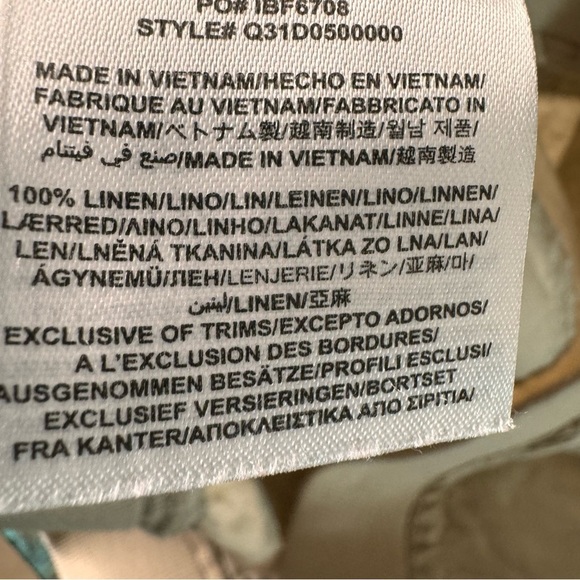 PO# IBF6708
STYLE# Q31D0500000
MADE IN VIETNAM/HECHO EN VIETNAM/
FABRIQUE AU VIETNAM/FABBRICATO IN
VIETNAM/ベトナム製/越南制造/월남 제품/
صنع في فيتنام/MADE IN VIETNAM/越南製造
100% LINEN/LINO/LIN/LEINEN/LINO/LINNEN/
LÆRRED/ΛΙΝΟ/LINHO/LAKANAT/LINNE/LINA/
LEN/LNĚNÁ TKANINA/LÁTKA ZO LNA/LAN/
ÁGYNEMÜ/ЛЕН/LENJERIE/リネン/亚麻/마/
لينين/LINEN/亞麻
EXCLUSIVE OF TRIMS/EXCEPTO ADORNOS/
A L'EXCLUSION DES BORDURES/
AUSGENOMMEN BESÄTZE/PROFILI ESCLUSI/
EXCLUSIEF VERSIERINGEN/BORTSET
FRA KANTER/ΑΠΟΚΛΕΙΣΤΙΚΑ ΑΠΟ ΣΙΡΙΤΙΑ/